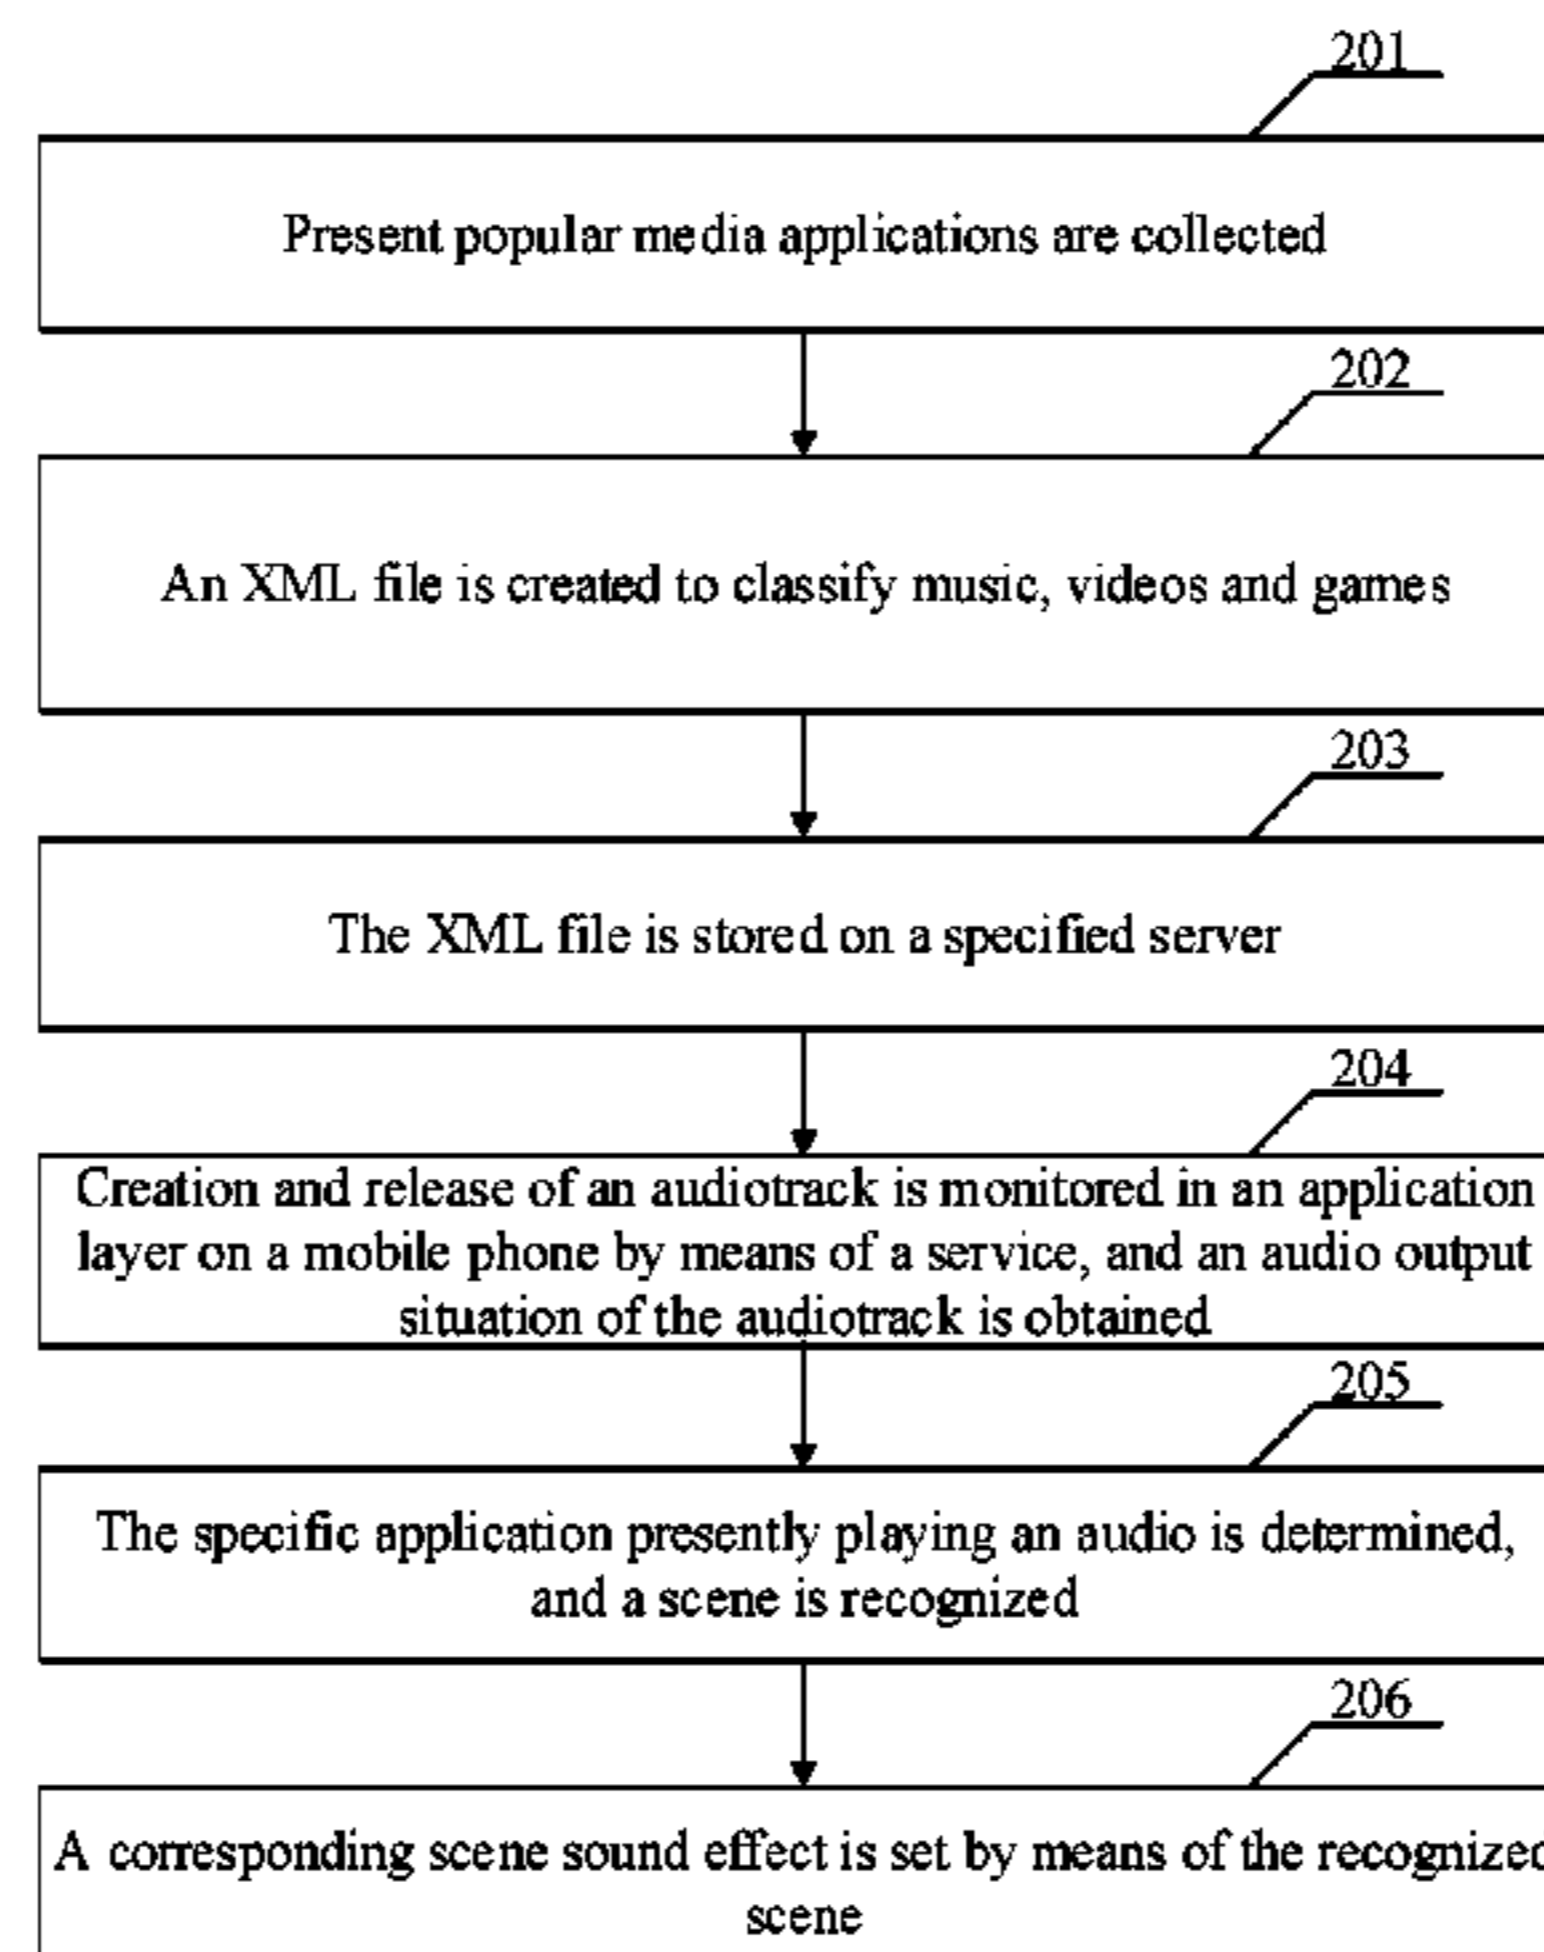 201
Present popular media applications are collected
202
An XML file is created to classify music, videos and games
203
The XML file is stored on a specified server
204
Creation and release of an audiotrack is monitored in an application
layer on a mobile phone by means of a service, and an audio output
situation of the audiotrack is obtained
205
The specific application presently playing an audio is determined,
and a scene is recognized
206
A corresponding scene sound effect is set by means of the recognized
scene